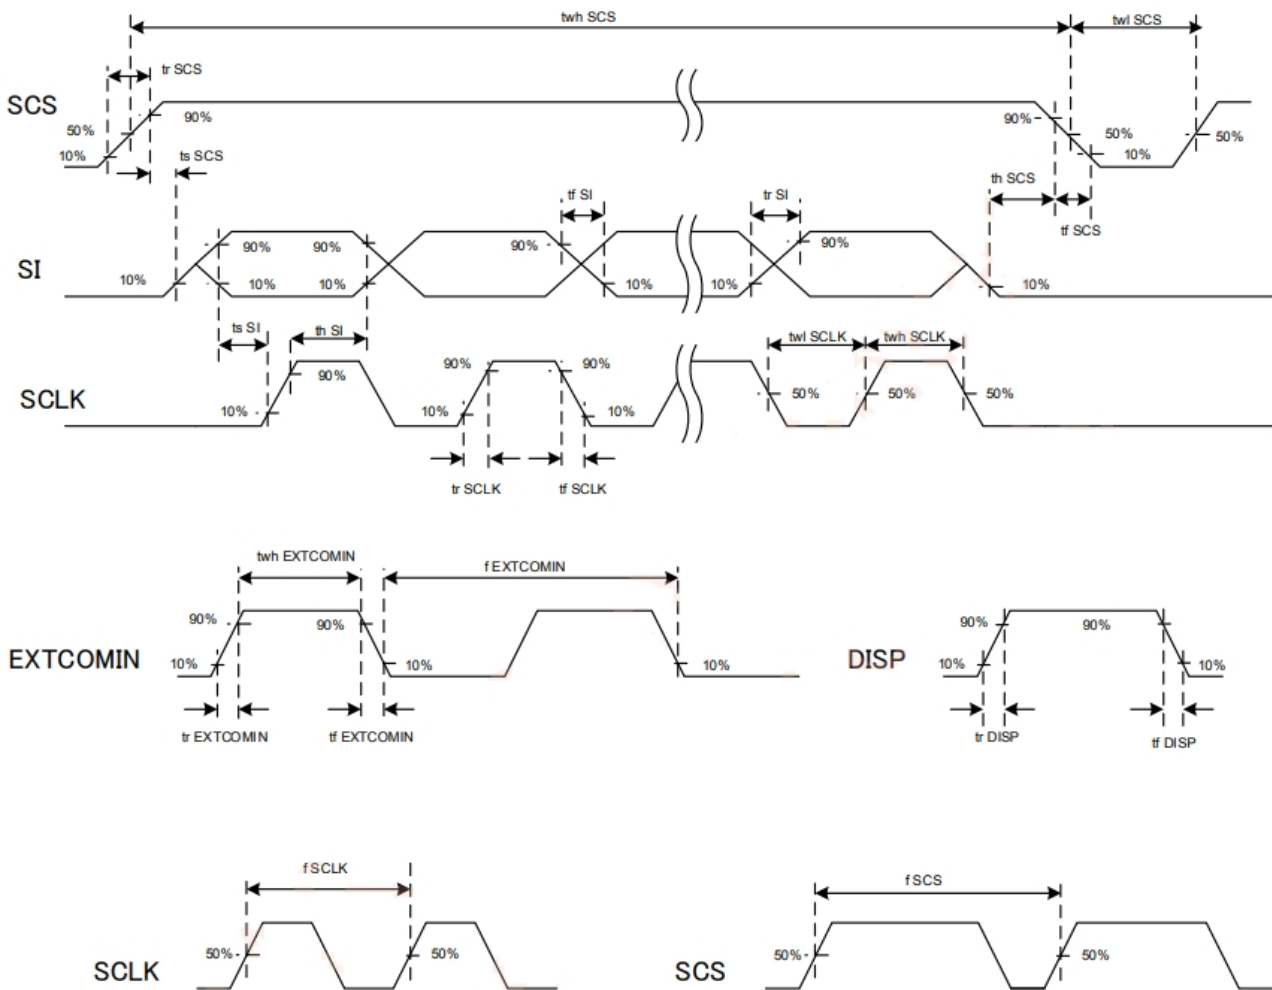 twh SCS
twl SCS
tr SCS
SCS
90%
90%
50%
50%
50%
10%
10%
ts SCS
th SCS
tf SI
tr SI
tf SCS
90%
90%
90%
90%
SI
10%
10%
10%
10%
10%
10%
ts SI
th SI
twl SCLK
twh SCLK
90%
90%
90%
SCLK
50%
50%
50%
10%
10%
10%
tr SCLK
tf SCLK
twh EXTCOMIN
f EXTCOMIN
90%
90%
EXTCOMIN
10%
10%
10%
tr EXTCOMIN
tf EXTCOMIN
90%
90%
DISP
10%
10%
tr DISP
tf DISP
f SCLK
50%
50%
SCLK
f SCS
50%
50%
SCS